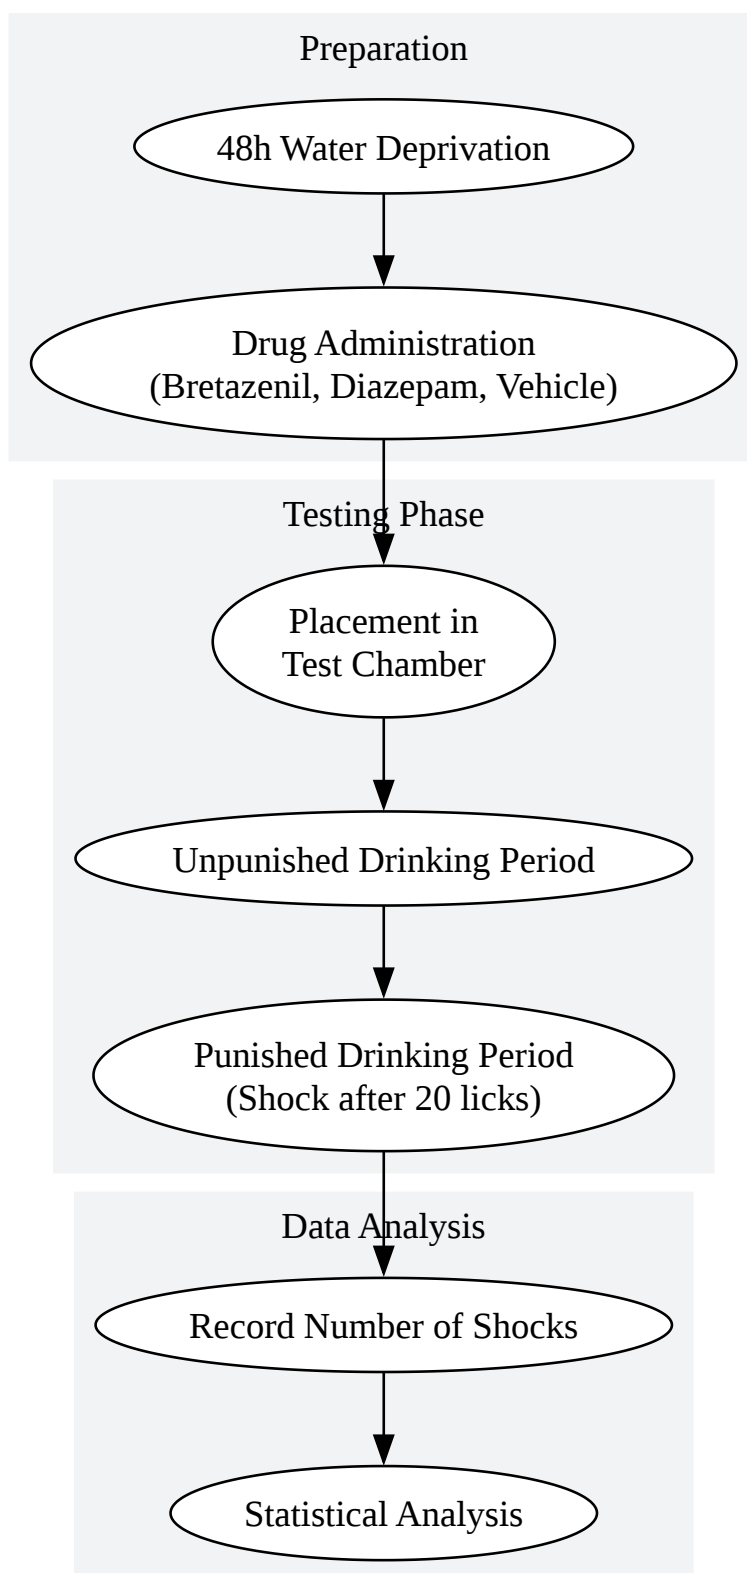 Preparation
48h Water Deprivation
Drug Administration
(Bretazenil, Diazepam, Vehicle)
Testing Phase
Placement in
Test Chamber
Unpunished Drinking Period
Punished Drinking Period
(Shock after 20 licks)
Data Analysis
Record Number of Shocks
Statistical Analysis